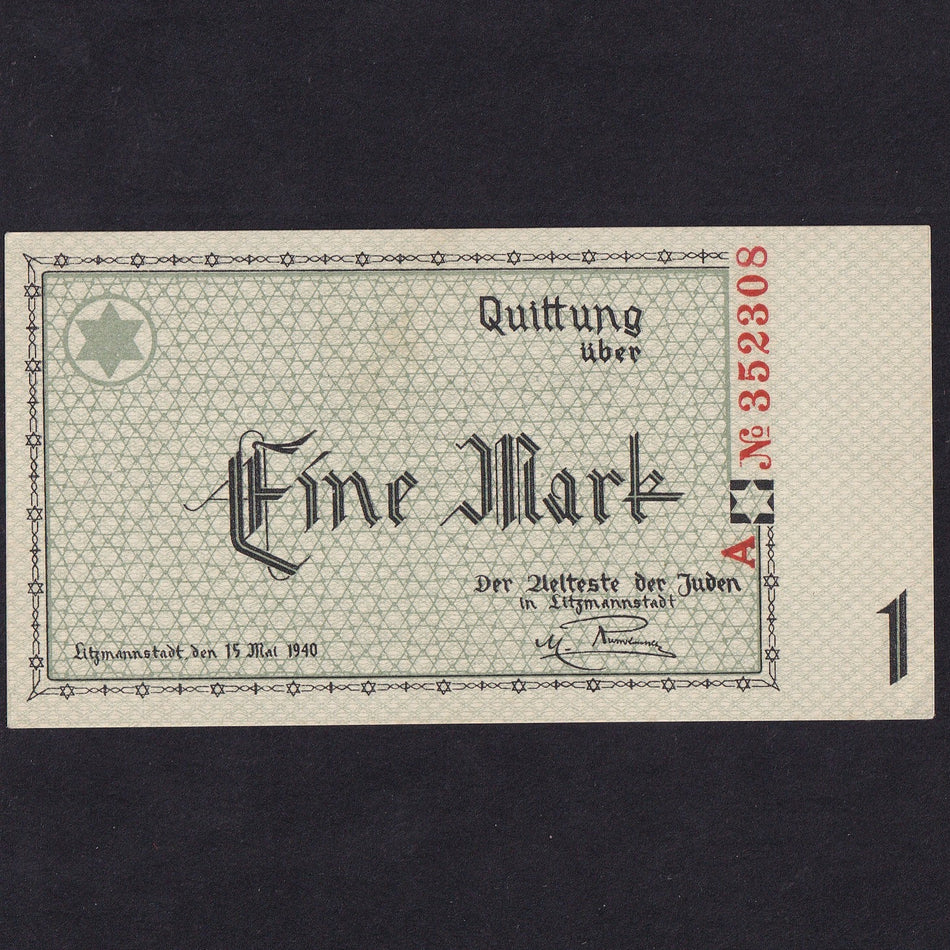 Quittung
über
Eine Mark
Der Aelteste der Juden
in Litzmannstadt
Litzmannstadt, den 15 Mai 1940
A № 352308
1